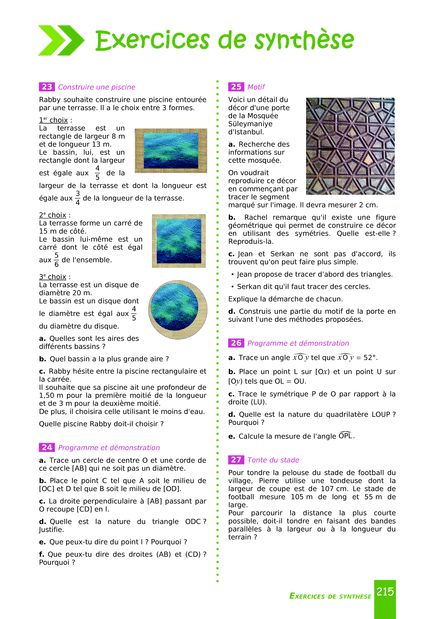 Exercices de synthèse
23 Construire une piscine
Rabby souhaite construire une piscine entourée
par une terrasse. Il a le choix entre 3 formes.
1er choix :
La terrasse est un
rectangle de largeur 8 m
et de longueur 13 m.
Le bassin, lui, est un
rectangle dont la largeur
est égale aux 4/5 de la
largeur de la terrasse et dont la longueur est
égale aux 3/4 de la longueur de la terrasse.
2e choix :
La terrasse forme un carré de
15 m de côté.
Le bassin lui-même est un
carré dont le côté est égal
aux 5/6 de l'ensemble.
3e choix :
La terrasse est un disque de
diamètre 20 m.
Le bassin est un disque dont
le diamètre est égal aux 4/5
du diamètre du disque.
a. Quelles sont les aires des
différents bassins ?
b. Quel bassin a la plus grande aire ?
c. Rabby hésite entre la piscine rectangulaire et
la carrée.
Il souhaite que sa piscine ait une profondeur de
1,50 m pour la première moitié de la longueur
et de 3 m pour la deuxième moitié.
De plus, il choisira celle utilisant le moins d'eau.
Quelle piscine Rabby doit-il choisir ?
24 Programme et démonstration
a. Trace un cercle de centre O et une corde de
ce cercle [AB] qui ne soit pas un diamètre.
b. Place le point C tel que A soit le milieu de
[OC] et D tel que B soit le milieu de [OD].
c. La droite perpendiculaire à [AB] passant par
O recoupe [CD] en I.
d. Quelle est la nature du triangle ODC ?
Justifie.
e. Que peux-tu dire du point I ? Pourquoi ?
f. Que peux-tu dire des droites (AB) et (CD) ?
Pourquoi ?
25 Motif
Voici un détail du
décor d'une porte
de la Mosquée
Süleymaniye
d'Istanbul.
a. Recherche des
informations sur
cette mosquée.
On voudrait
reproduire ce décor
en commençant par
tracer le segment
marqué sur l'image. Il devra mesurer 2 cm.
b. Rachel remarque qu'il existe une figure
géométrique qui permet de construire ce décor
en utilisant des symétries. Quelle est-elle ?
Reproduis-la.
c. Jean et Serkan ne sont pas d'accord, ils
trouvent qu'on peut faire plus simple.
• Jean propose de tracer d'abord des triangles.
• Serkan dit qu'il faut tracer des cercles.
Explique la démarche de chacun.
d. Construis une partie du motif de la porte en
suivant l'une des méthodes proposées.
26 Programme et démonstration
a. Trace un angle xOy tel que xOy = 52°.
b. Place un point L sur [Ox) et un point U sur
[Oy) tels que OL = OU.
c. Trace le symétrique P de O par rapport à la
droite (LU).
d. Quelle est la nature du quadrilatère LOUP ?
Pourquoi ?
e. Calcule la mesure de l'angle OPL.
27 Tonte du stade
Pour tondre la pelouse du stade de football du
village, Pierre utilise une tondeuse dont la
largeur de coupe est de 107 cm. Le stade de
football mesure 105 m de long et 55 m de
large.
Pour parcourir la distance la plus courte
possible, doit-il tondre en faisant des bandes
parallèles à la largeur ou à la longueur du
terrain ?
EXERCICES DE SYNTHÈSE 215